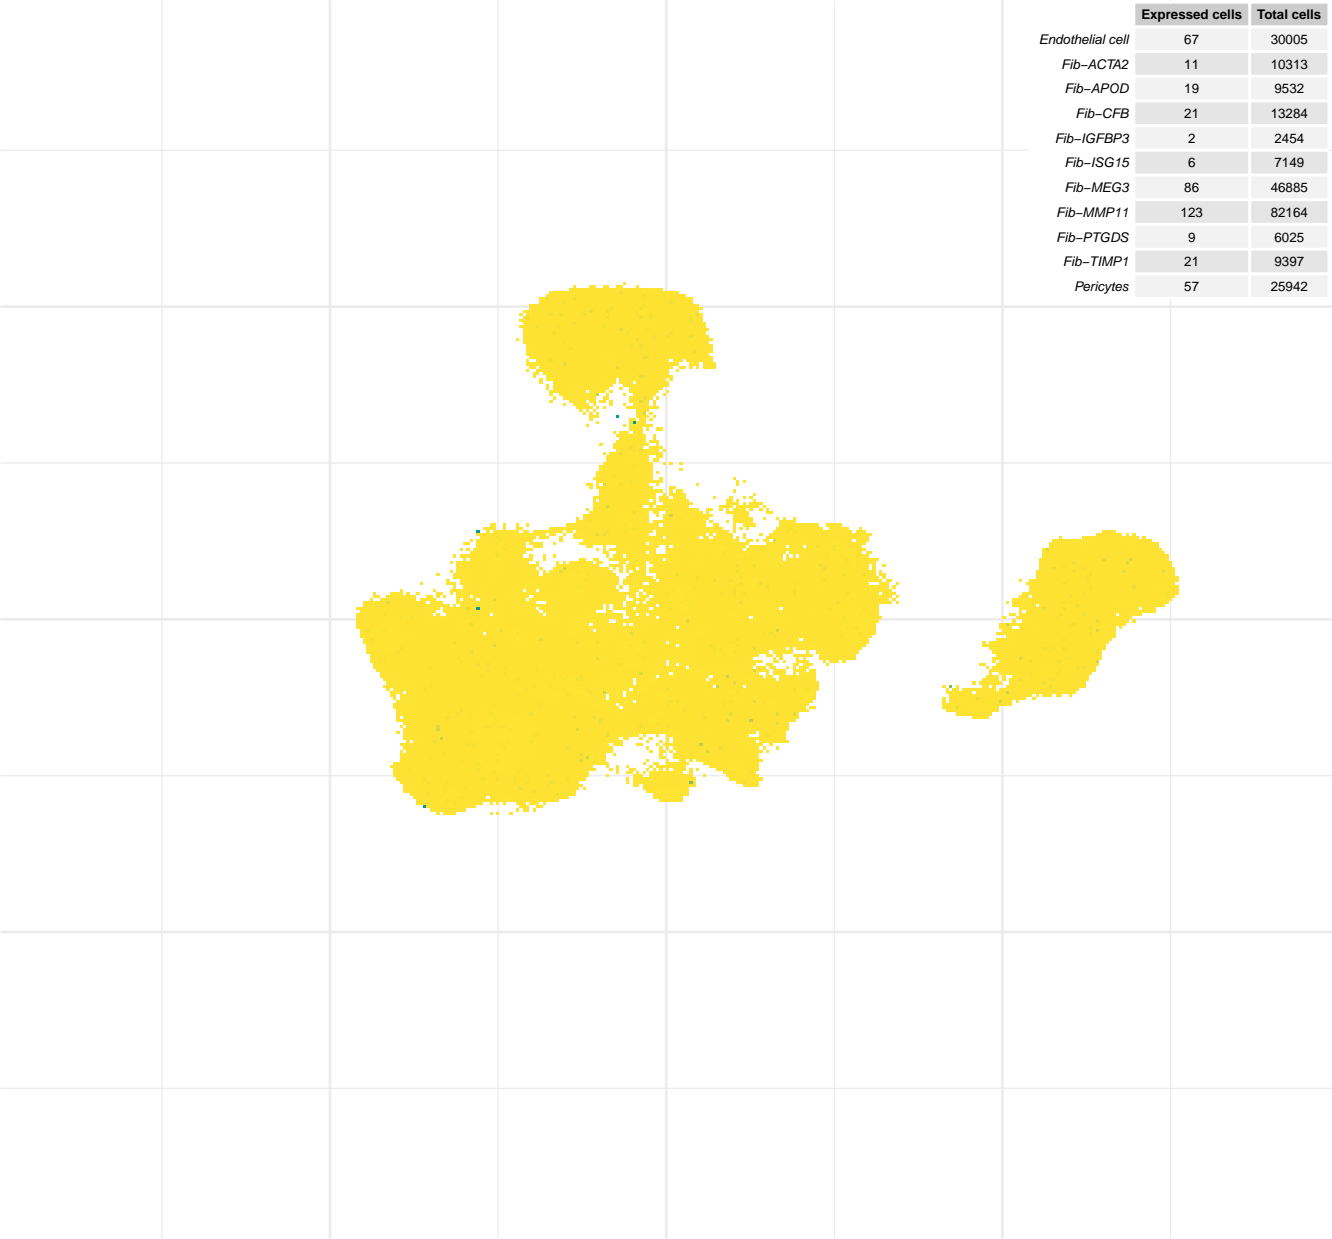 Expressed cells Total cells
Endothelial cell 67 30005
Fib−ACTA2 11 10313
Fib−APOD 19 9532
Fib−CFB 21 13284
Fib−IGFBP3 2 2454
Fib−ISG15 6 7149
Fib−MEG3 86 46885
Fib−MMP11 123 82164
Fib−PTGDS 9 6025
Fib−TIMP1 21 9397
Pericytes 57 25942